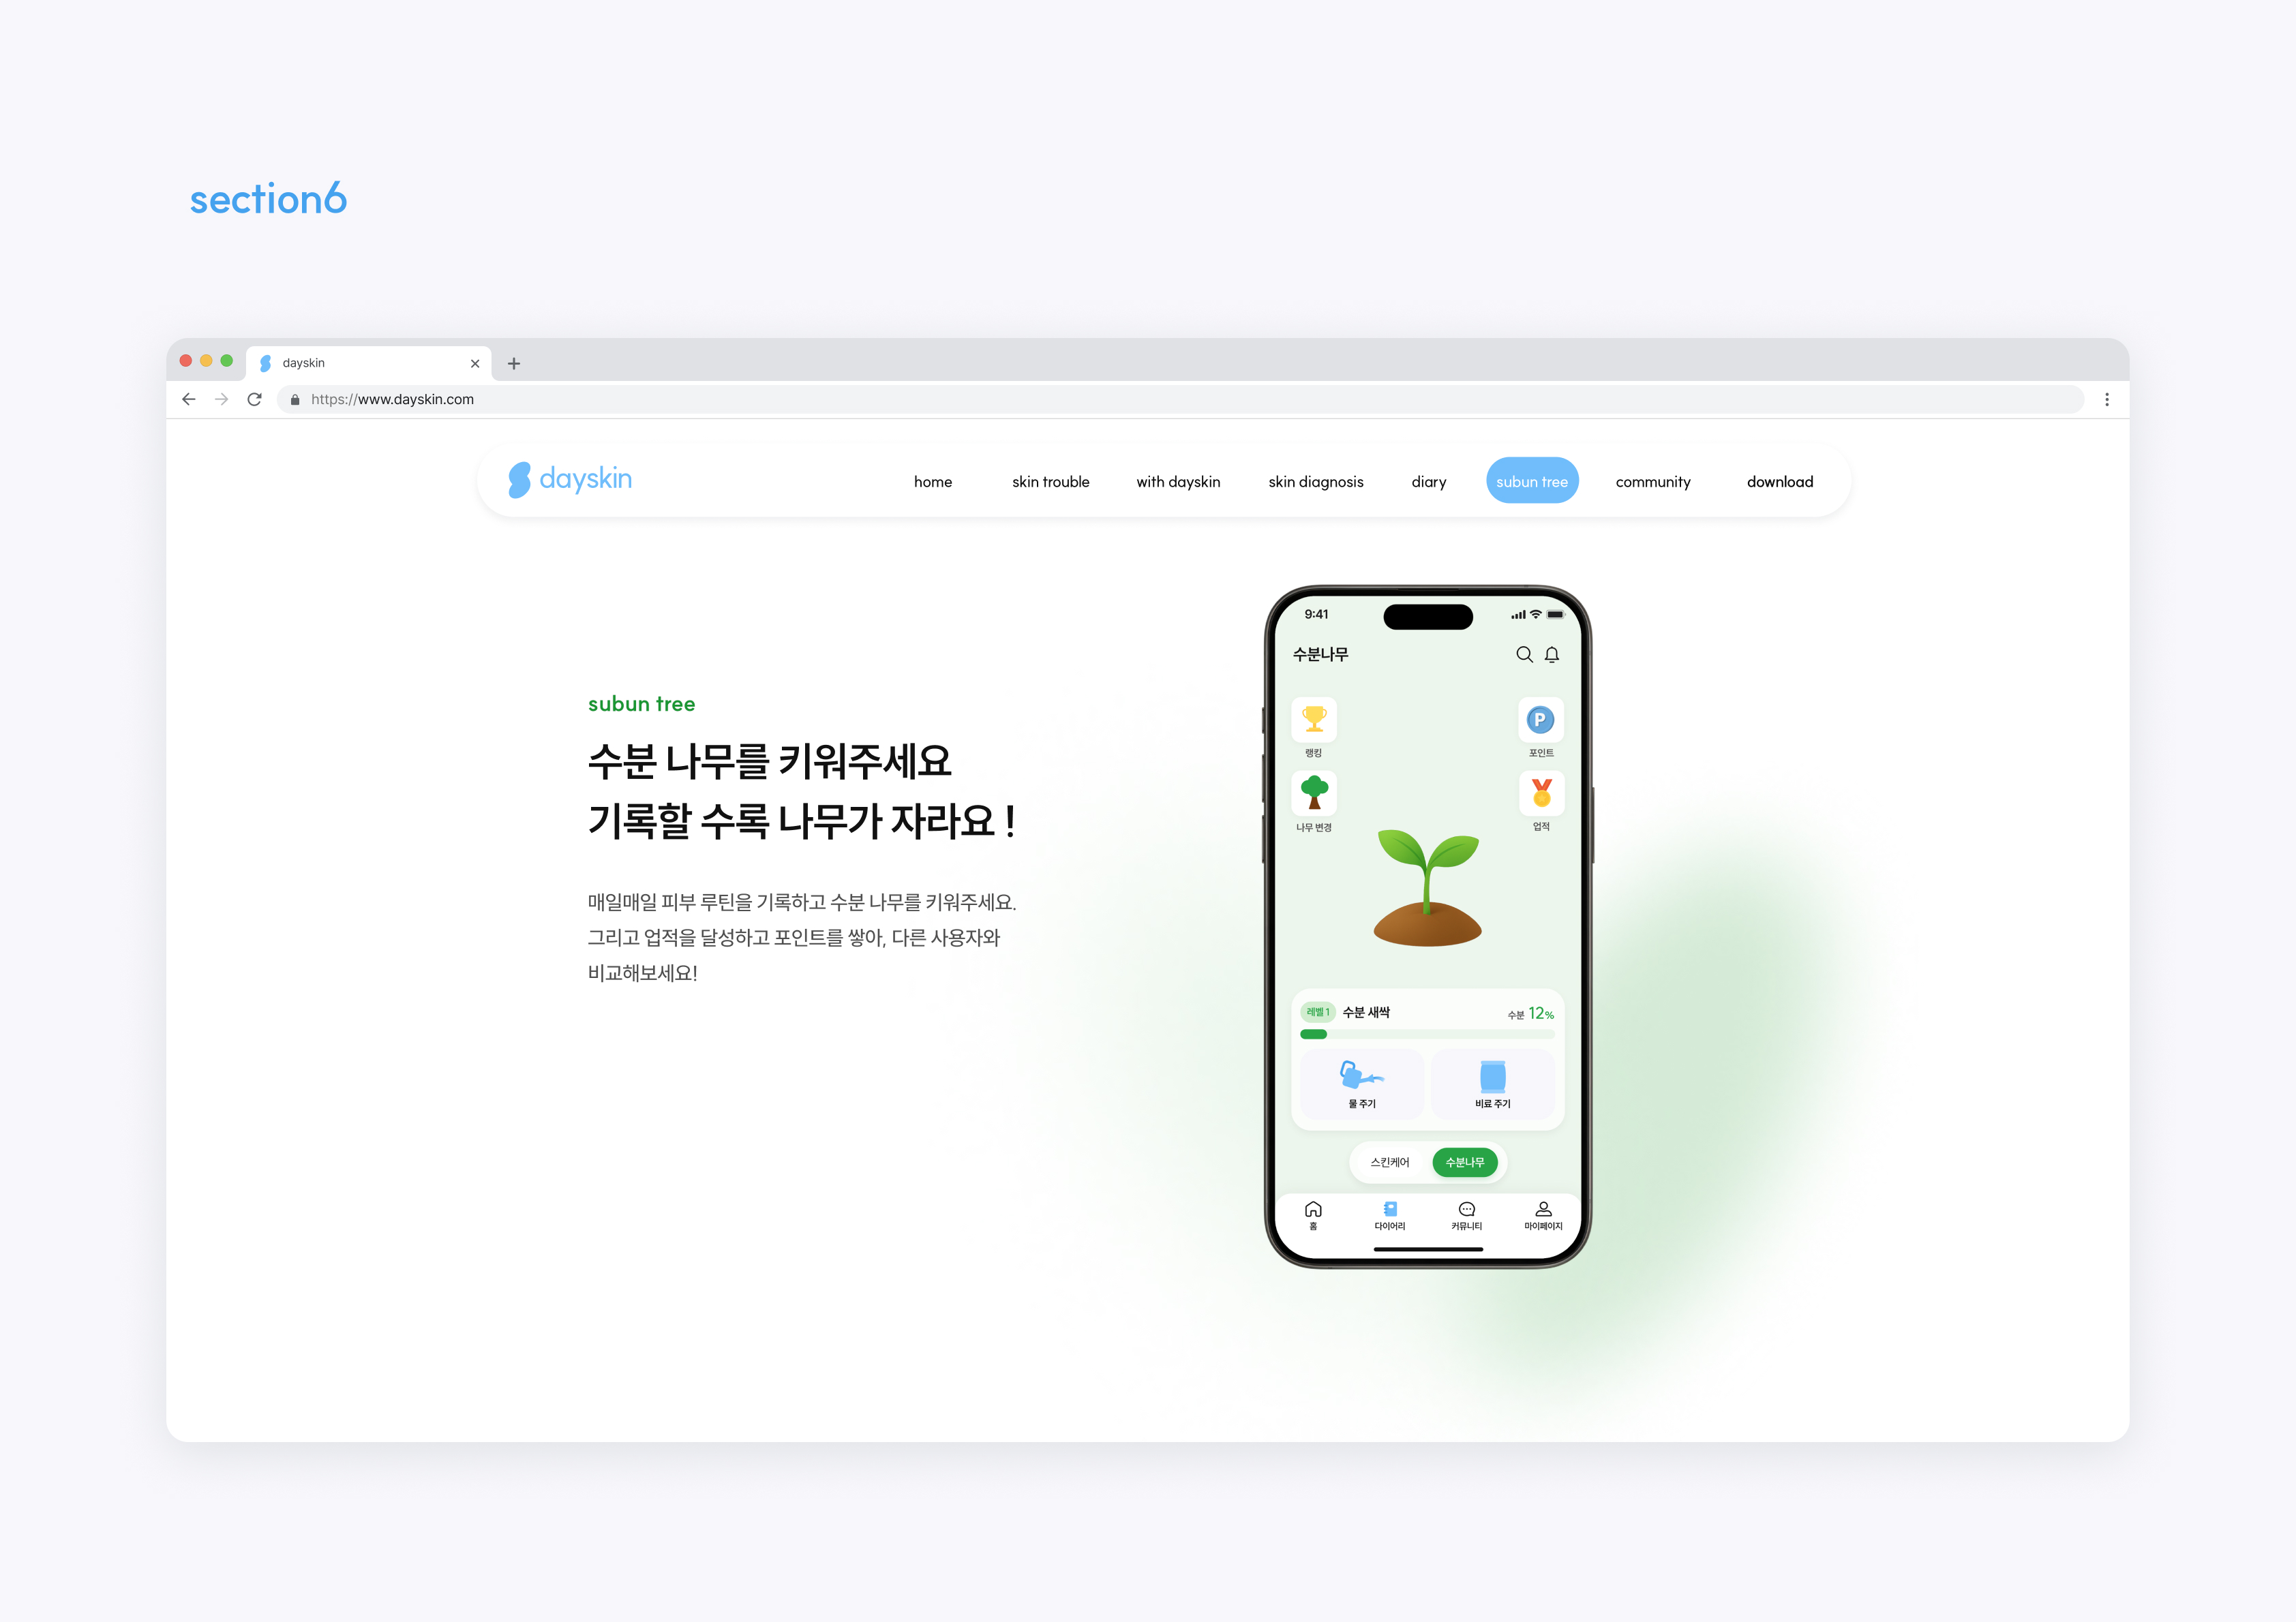 section6
dayskin
https://www.dayskin.com
dayskin
home
skin trouble
with dayskin
skin diagnosis
diary
subun tree
community
download
subun tree
수분 나무를 키워주세요
기록할 수록 나무가 자라요 !
매일매일 피부 루틴을 기록하고 수분 나무를 키워주세요.
그리고 업적을 달성하고 포인트를 쌓아, 다른 사용자와
비교해보세요!
9:41
수분나무
랭킹
P
포인트
나무 변경
업적
레벨 1
수분 새싹
수분 12%
물 주기
비료 주기
스킨케어
수분나무
홈
다이어리
커뮤니티
마이페이지